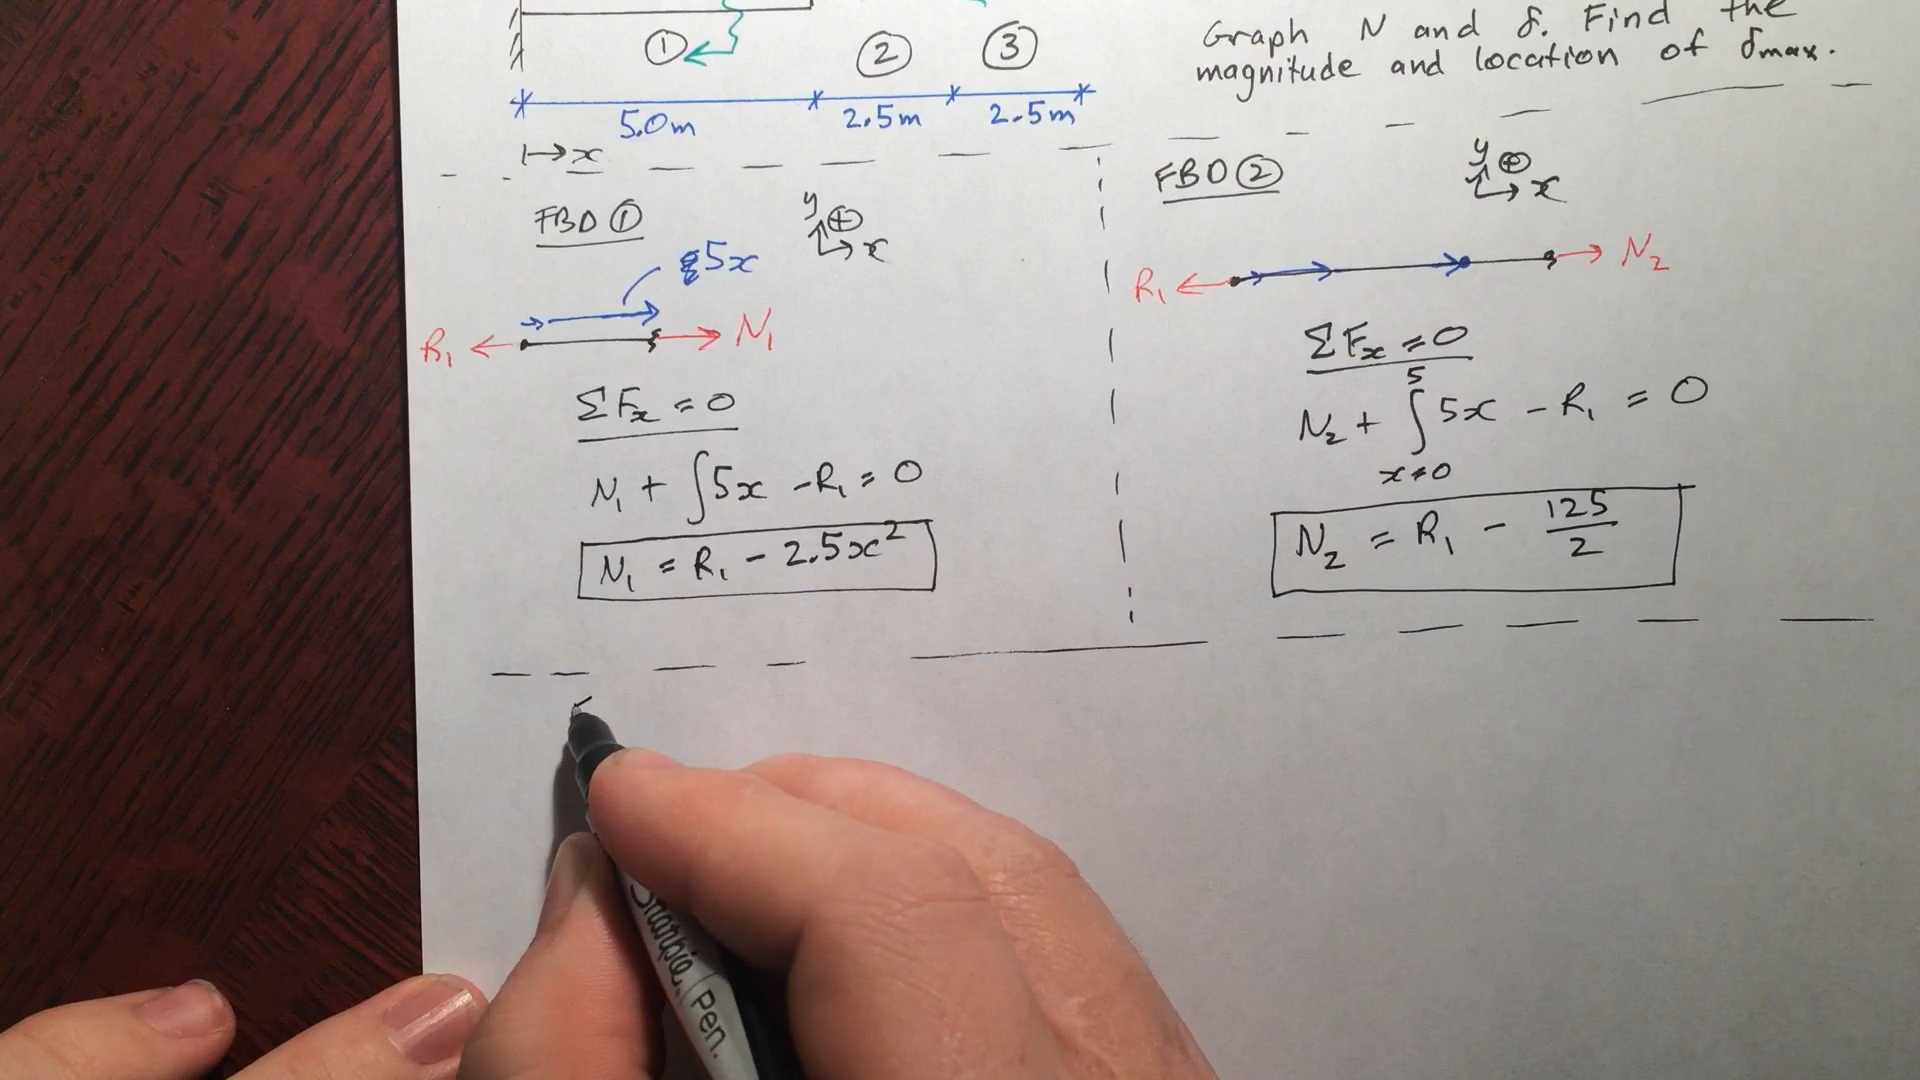 Graph N and δ. Find the
magnitude and location of δmax.
① ② ③
5.0m 2.5m 2.5m
x
FBD ①
y ⊕
x
5x
R₁ N₁
ΣFₓ = 0
N₁ + ∫5x - R₁ = 0
N₁ = R₁ - 2.5x²
FBD ②
y ⊕
x
R₁ N₂
ΣFₓ = 0
5
N₂ + ∫ 5x - R₁ = 0
x=0
N₂ = R₁ - 125/2
Sharpie. Pen.